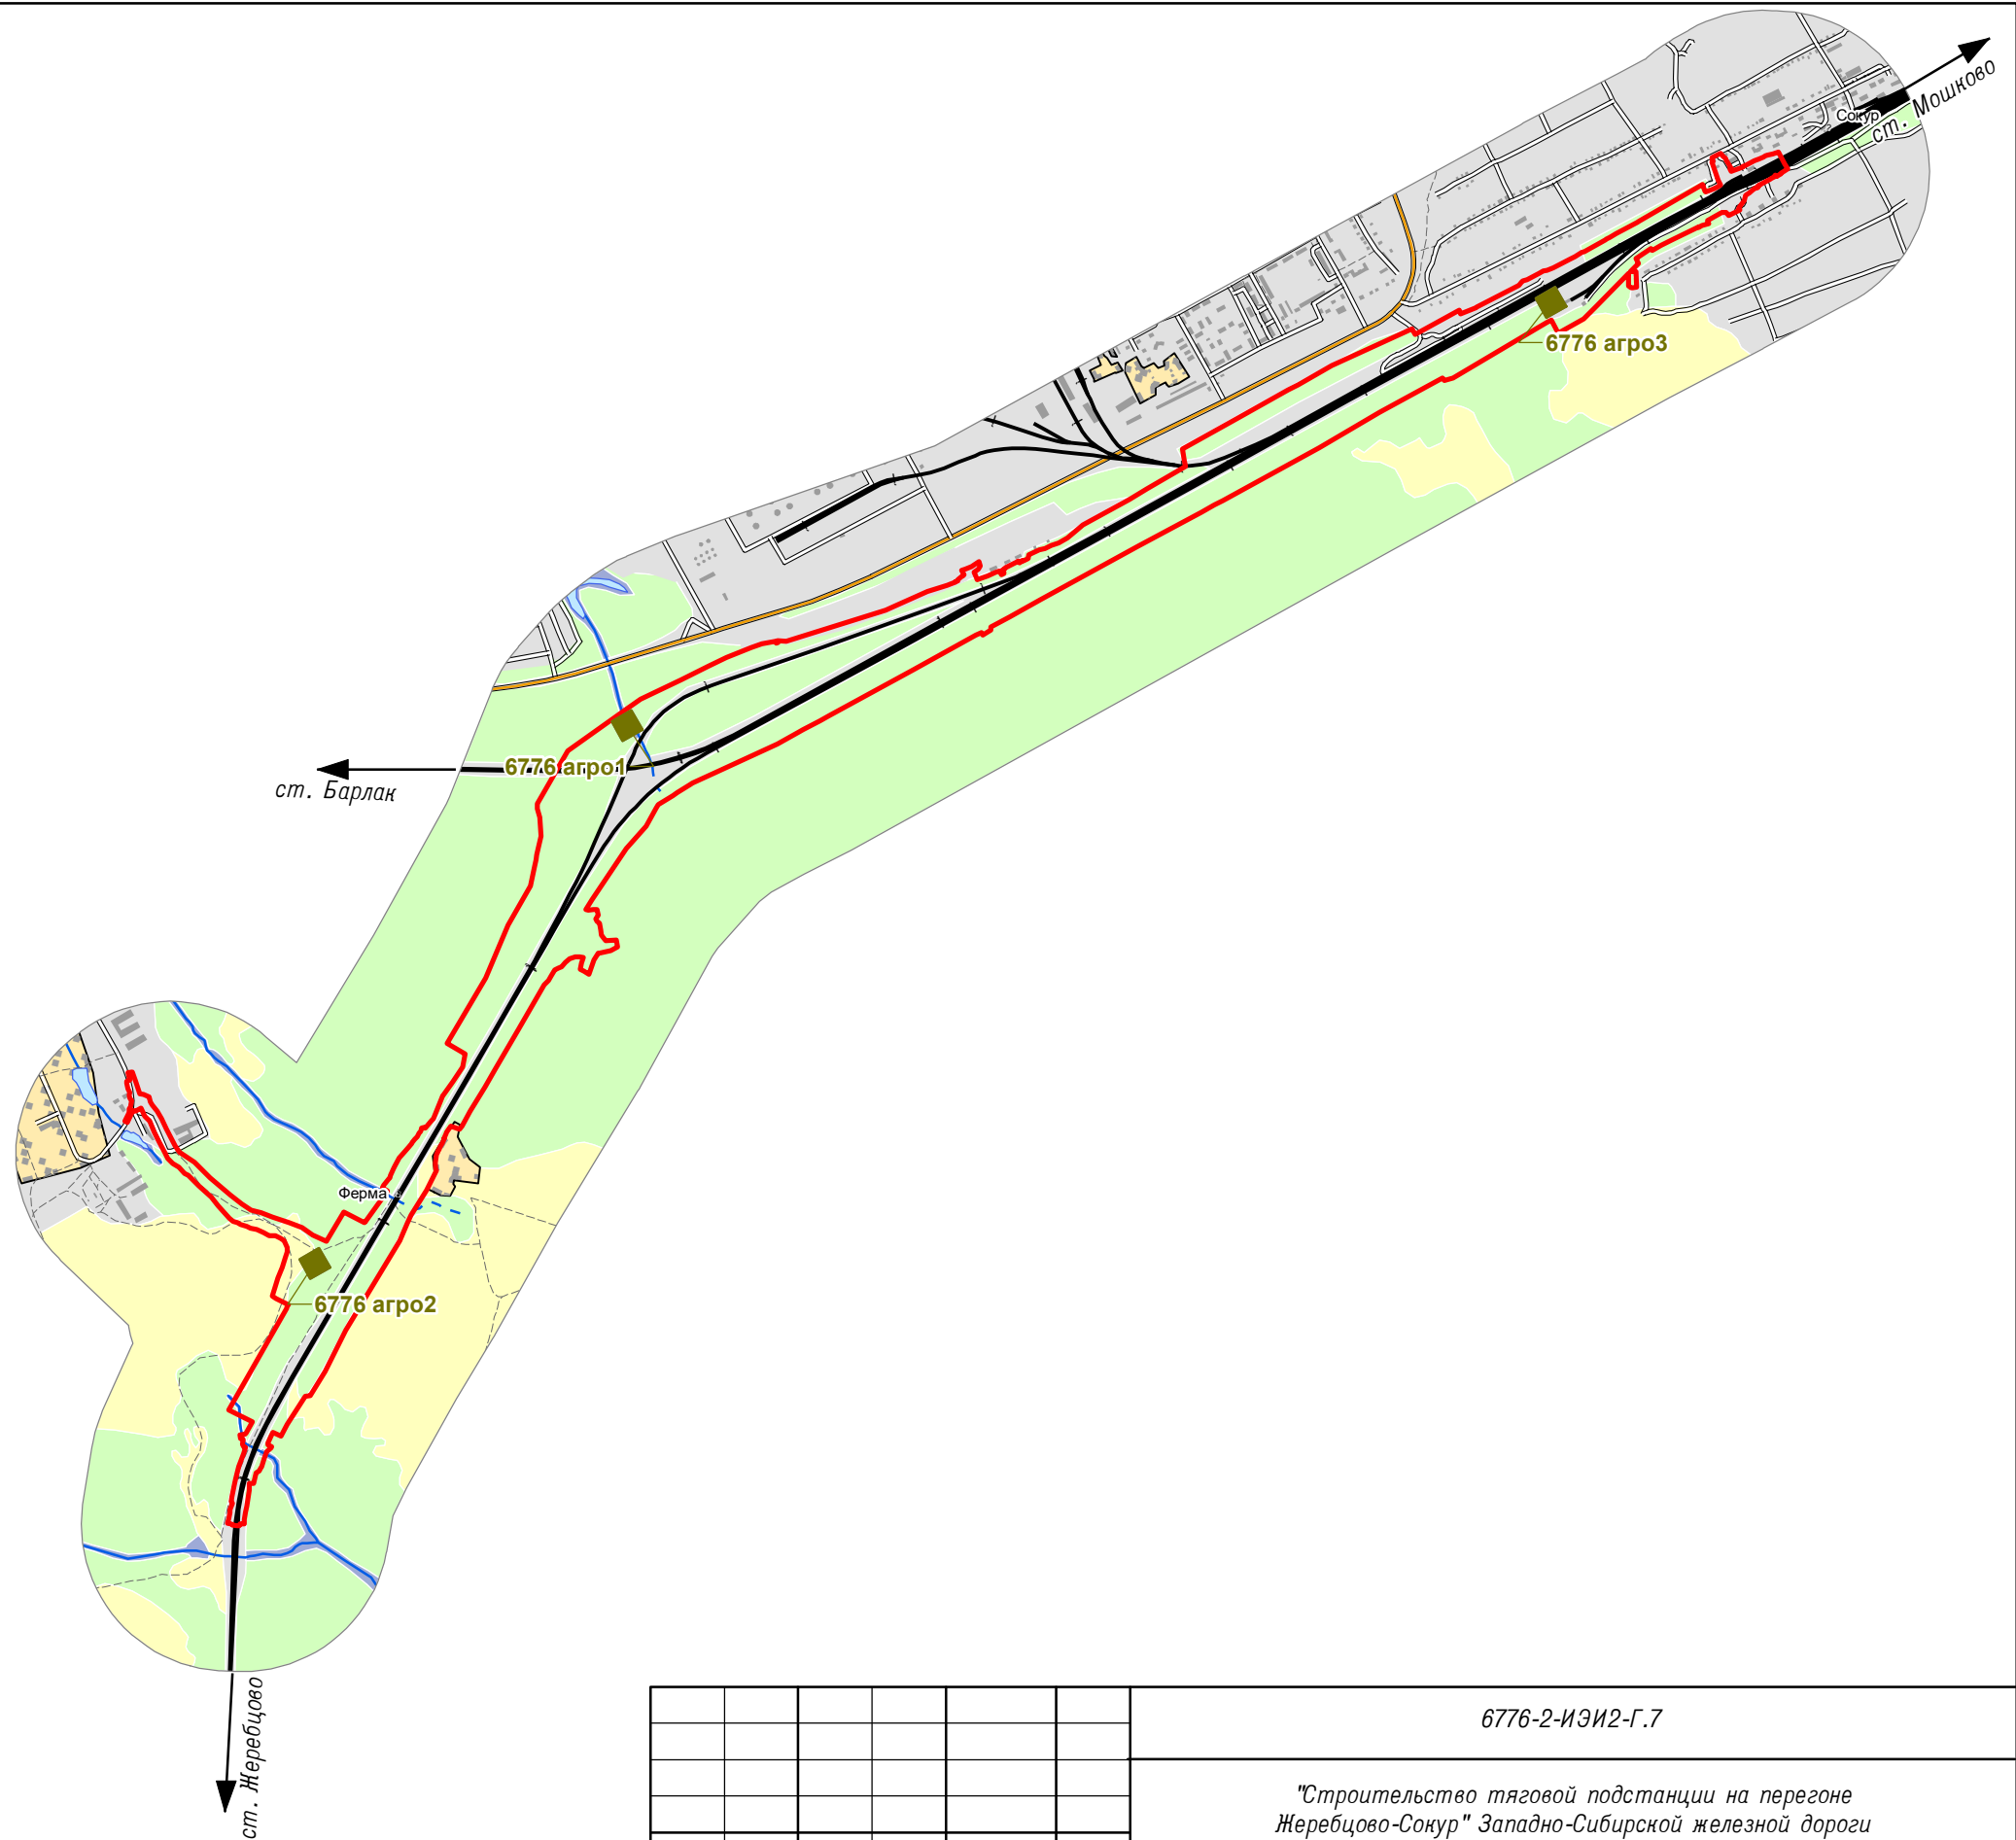 Сокур
ст. Мошково
6776 агро3
6776 агро1
ст. Барлак
Ферма
6776 агро2
ст. Жеребцово
6776-2-ИЭИ2-Г.7
"Строительство тяговой подстанции на перегоне
Жеребцово-Сокур" Западно-Сибирской железной дороги